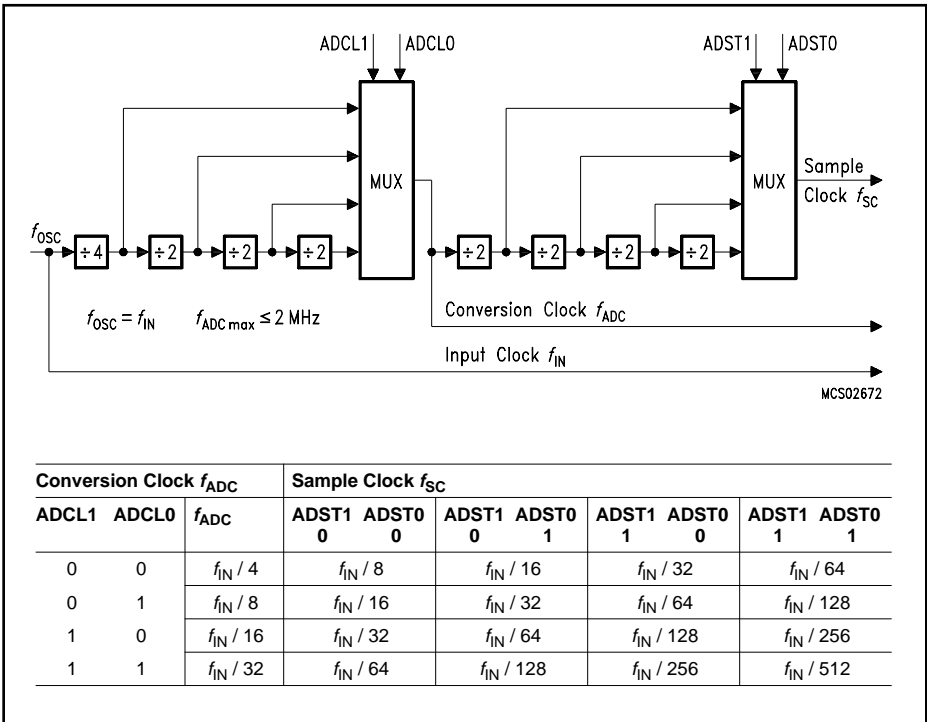 ADCL1 ADCL0 ADST1 ADST0
MUX MUX Sample
Clock fSC
fOSC ÷4 ÷2 ÷2 ÷2 ÷2 ÷2 ÷2 ÷2
fOSC = fIN fADC max ≤ 2 MHz Conversion Clock fADC
Input Clock fIN
MCS02672
Conversion Clock fADC Sample Clock fSC
ADCL1 ADCL0 fADC ADST1 ADST0 ADST1 ADST0 ADST1 ADST0 ADST1 ADST0
0 0 0 1 1 0 1 1
0 0 fIN / 4 fIN / 8 fIN / 16 fIN / 32 fIN / 64
0 1 fIN / 8 fIN / 16 fIN / 32 fIN / 64 fIN / 128
1 0 fIN / 16 fIN / 32 fIN / 64 fIN / 128 fIN / 256
1 1 fIN / 32 fIN / 64 fIN / 128 fIN / 256 fIN / 512